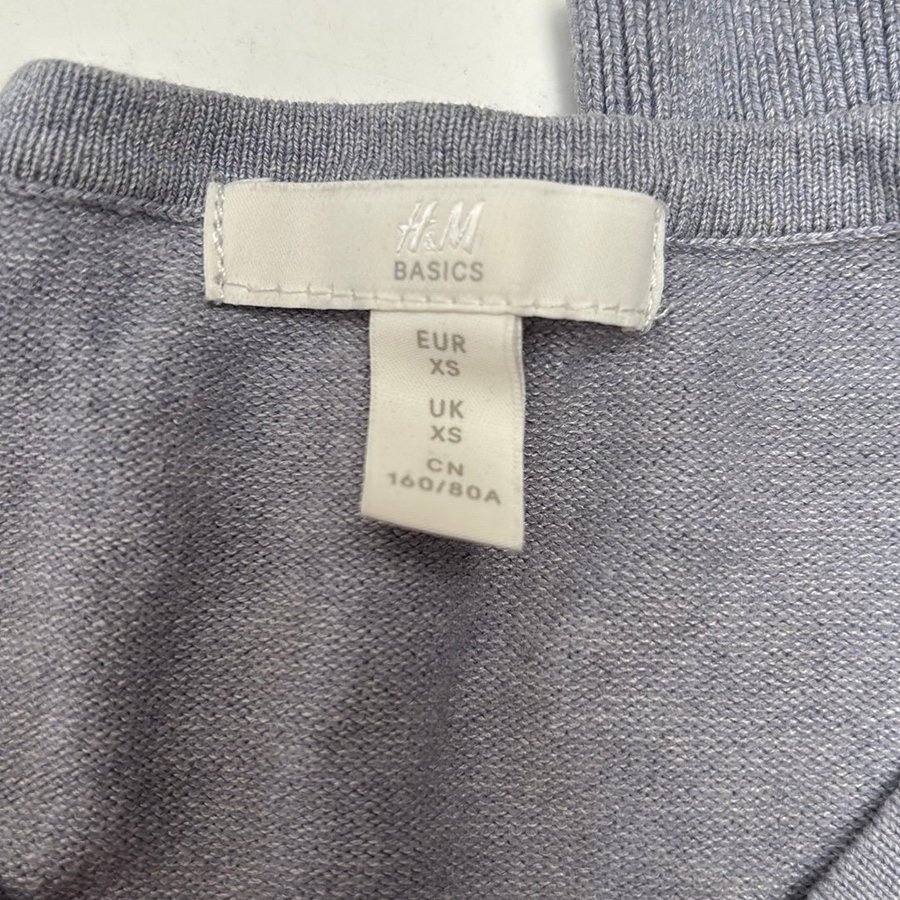 H&M
BASICS
EUR
XS
UK
XS
CN
160/80A